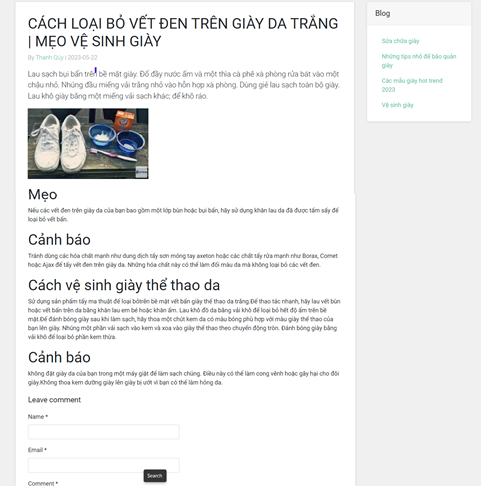 CÁCH LOẠI BỎ VẾT ĐEN TRÊN GIÀY DA TRẮNG
| MẸO VỆ SINH GIÀY
By Thanh Qúy | 2023-05-22
Lau sạch bụi bẩn trên bề mặt giày. Đổ đầy nước ấm và một thìa cà phê xà phòng rửa bát vào một
chậu nhỏ. Nhúng đầu miếng vải trắng nhỏ vào hỗn hợp xà phòng. Dùng giẻ lau sạch toàn bộ giày.
Lau khô giày bằng một miếng vải sạch khác; để khô ráo.
Mẹo
Nếu các vết đen trên giày da của bạn bao gồm một lớp bùn hoặc bụi bẩn, hãy sử dụng khăn lau da đã được tẩm sấy để
loại bỏ vết bẩn.
Cảnh báo
Tránh dùng các hóa chất mạnh như dung dịch tẩy sơn móng tay axeton hoặc các chất tẩy rửa mạnh như Borax, Comet
hoặc Ajax để tẩy vết đen trên giày da. Những hóa chất này có thể làm đổi màu da mà không loại bỏ các vết đen.
Cách vệ sinh giày thể thao da
Sử dụng sản phẩm tẩy ma thuật để loại bỏtrên bề mặt vết bẩn giày thể thao da trắng.Để thao tác nhanh, hãy lau vết bùn
hoặc vết bẩn trên da bằng khăn lau em bé hoặc khăn ẩm. Lau khô đồ da bằng vải khô để loại bỏ hết độ ẩm trên bề
mặt.Để đánh bóng giày sau khi làm sạch, hãy thoa một chút kem da có màu bóng phù hợp với màu giày thể thao của
bạn lên giày. Nhúng một phần vải sạch vào kem và xoa vào giày thể thao theo chuyển động tròn. Đánh bóng giày bằng
vải khô để loại bỏ phần kem thừa.
Cảnh báo
không đặt giày da của bạn trong một máy giặt để làm sạch chúng. Điều này có thể làm cong vênh hoặc gây hại cho đôi
giày.Không thoa kem dưỡng giày lên giày bị ướt vì bạn có thể làm hỏng da.
Leave comment
Name *
Email *
Search
Comment *
Blog
Sửa chữa giày
Những tips nhỏ để bảo quản
giày
Các mẫu giày hot trend
2023
Vệ sinh giày